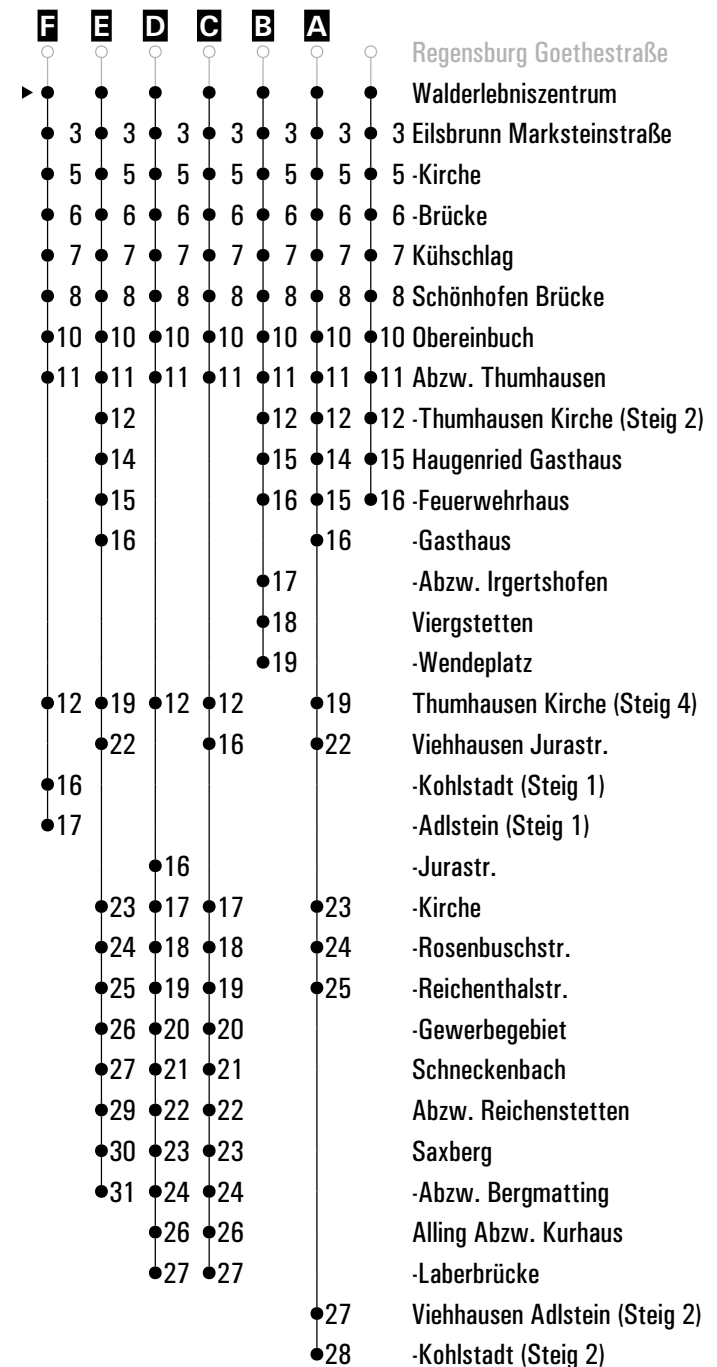 F E D C B A
Regensburg Goethestraße
Walderlebniszentrum
3 3 3 3 3 3 3 Eilsbrunn Marksteinstraße
5 5 5 5 5 5 5 -Kirche
6 6 6 6 6 6 6 -Brücke
7 7 7 7 7 7 7 Kühschlag
8 8 8 8 8 8 8 Schönhofen Brücke
10 10 10 10 10 10 10 Obereinbuch
11 11 11 11 11 11 11 Abzw. Thumhausen
12 12 12 12 -Thumhausen Kirche (Steig 2)
14 15 14 15 Haugenried Gasthaus
15 16 15 16 -Feuerwehrhaus
16 16 -Gasthaus
17 -Abzw. Irgertshofen
18 Viergstetten
19 -Wendeplatz
12 19 12 12 19 Thumhausen Kirche (Steig 4)
22 16 22 Viehhausen Jurastr.
16 -Kohlstadt (Steig 1)
17 -Adlstein (Steig 1)
16 -Jurastr.
23 17 17 23 -Kirche
24 18 18 24 -Rosenbuschstr.
25 19 19 25 -Reichenthalstr.
26 20 20 -Gewerbegebiet
27 21 21 Schneckenbach
29 22 22 Abzw. Reichenstetten
30 23 23 Saxberg
31 24 24 -Abzw. Bergmatting
26 26 Alling Abzw. Kurhaus
27 27 -Laberbrücke
27 Viehhausen Adlstein (Steig 2)
28 -Kohlstadt (Steig 2)